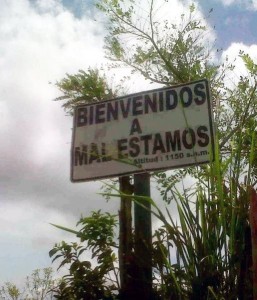 BIENVENIDOS
A
MAL ESTAMOS
Altitud : 1150 s.n.m.